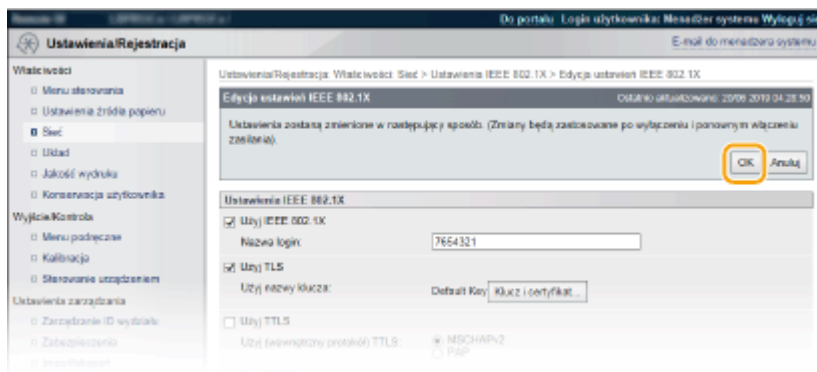 Do portalu Login użytkownika: Menedżer systemu Wyloguj się
Ustawienia/Rejestracja
E-mail do menedżera systemu
Właściwości
Menu sterowania
Ustawienia źródła papieru
Sieć
Układ
Jakość wydruku
Konserwacja użytkownika
Wyjście/Kontrola
Menu podręczne
Kalibracja
Sterowanie urządzeniem
Ustawienia zarządzania
Zarządzanie ID wydziału
Zabezpieczenia
Ustawienia/Rejestracja: Właściwości: Sieć > Ustawienia IEEE 802.1X > Edycja ustawień IEEE 802.1X
Edycja ustawień IEEE 802.1X
Ostatnio aktualizowano: 20/06 2010 04:28:50
Ustawienia zostaną zmienione w następujący sposób. (Zmiany będą zastosowane po wyłączeniu i ponownym włączeniu
zasilania).
OK Anuluj
Ustawienia IEEE 802.1X
Użyj IEEE 802.1X
Nazwa login: 7654321
Użyj TLS
Użyj nazwy klucza: Default Key Klucz i certyfikat...
Użyj TTLS
Użyj (wewnętrzny protokół) TTLS: MSCHAPv2
PAP